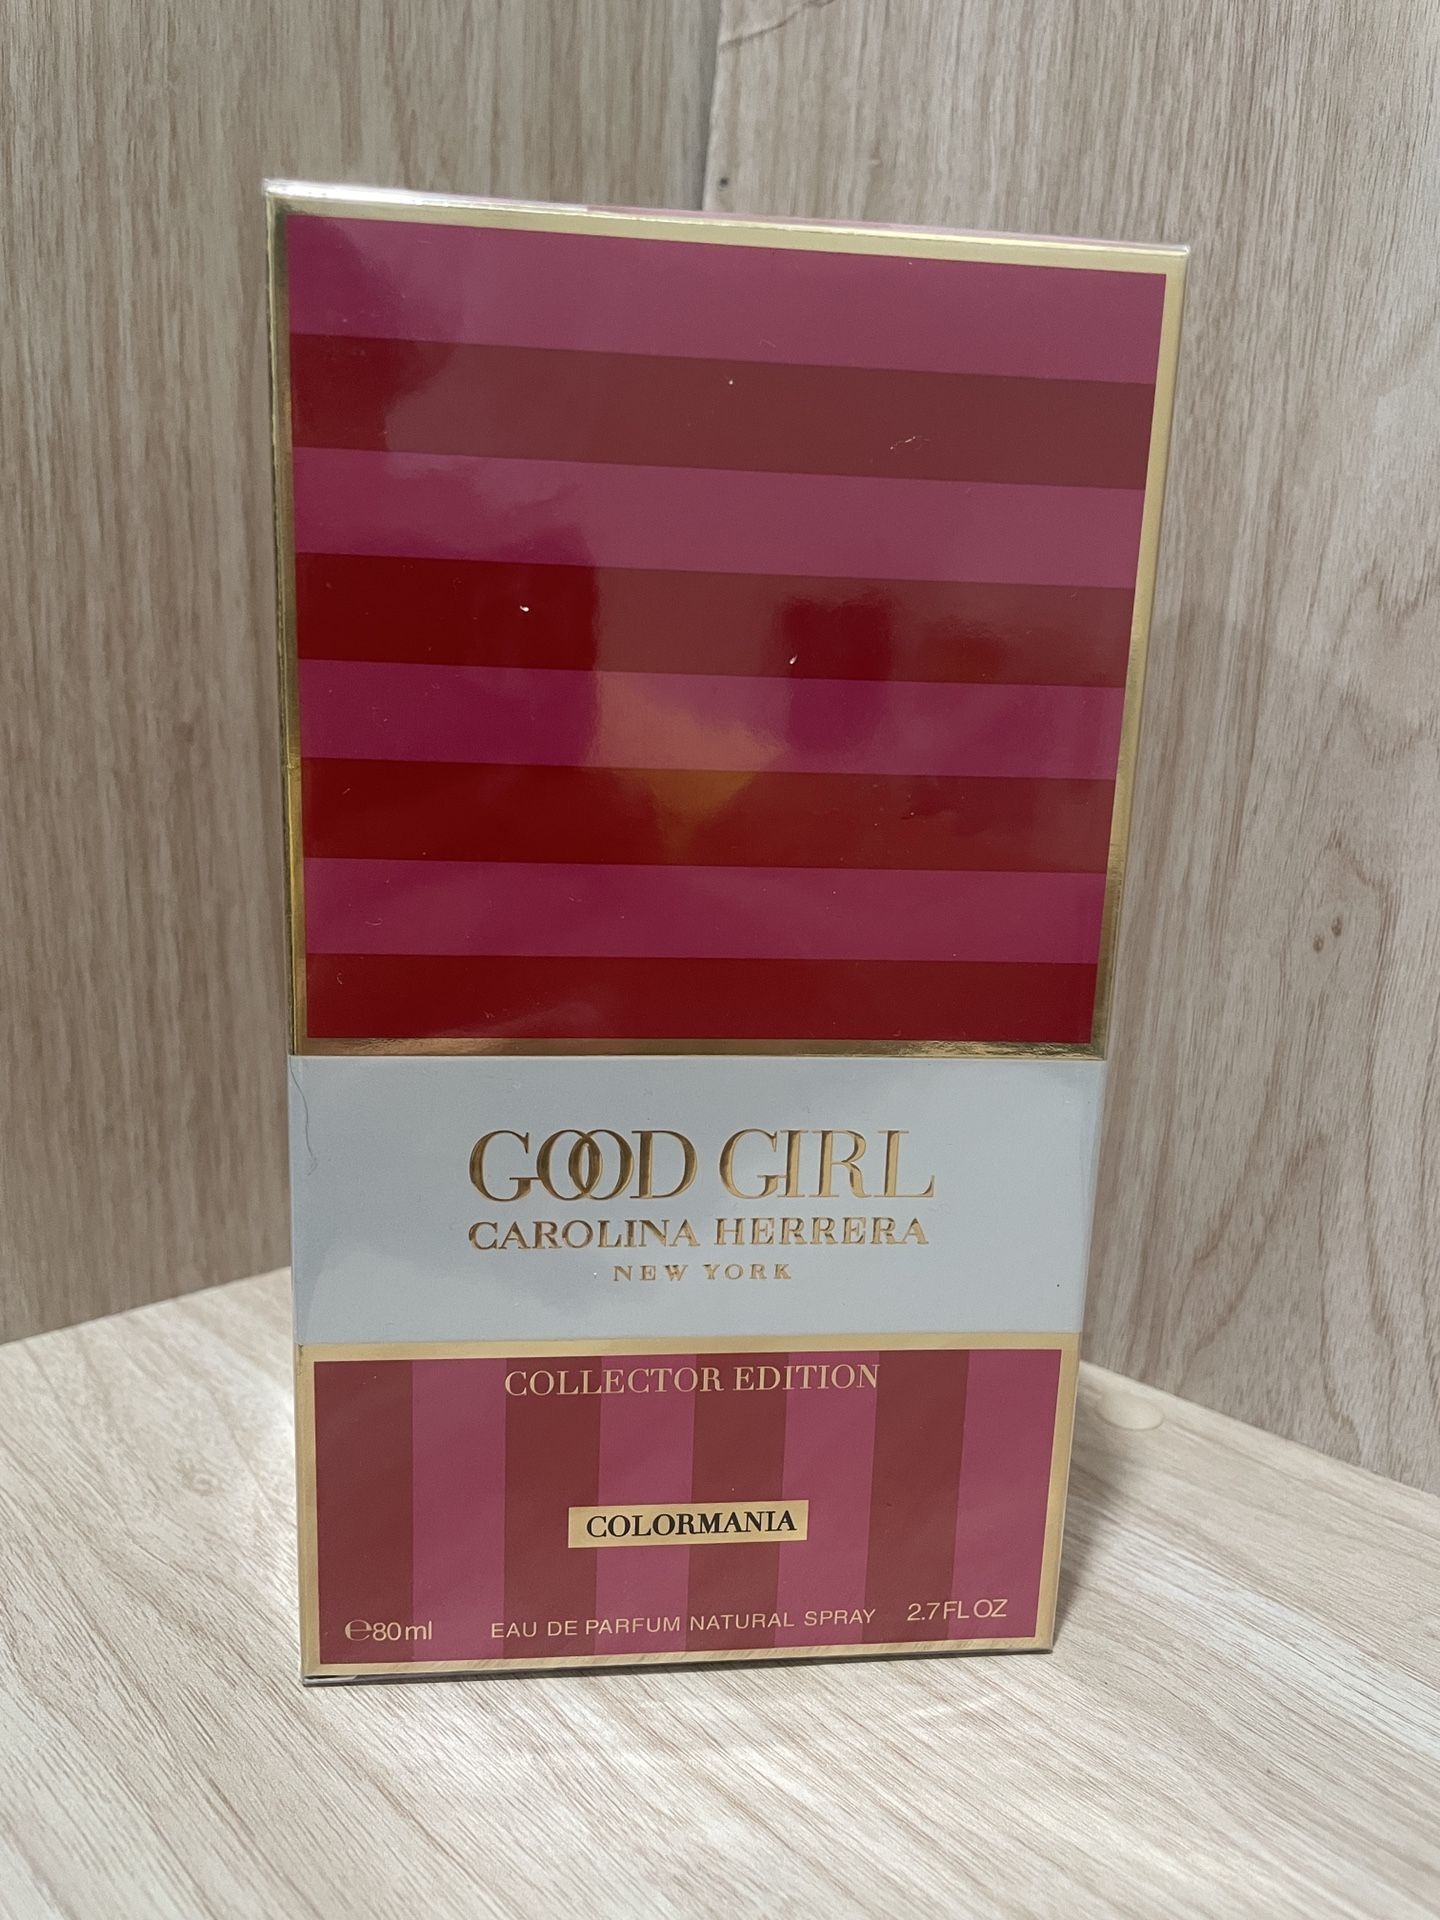 GOOD GIRL
CAROLINA HERRERA
NEW YORK
COLLECTOR EDITION
COLORMANIA
℮80ml EAU DE PARFUM NATURAL SPRAY 2.7FL OZ